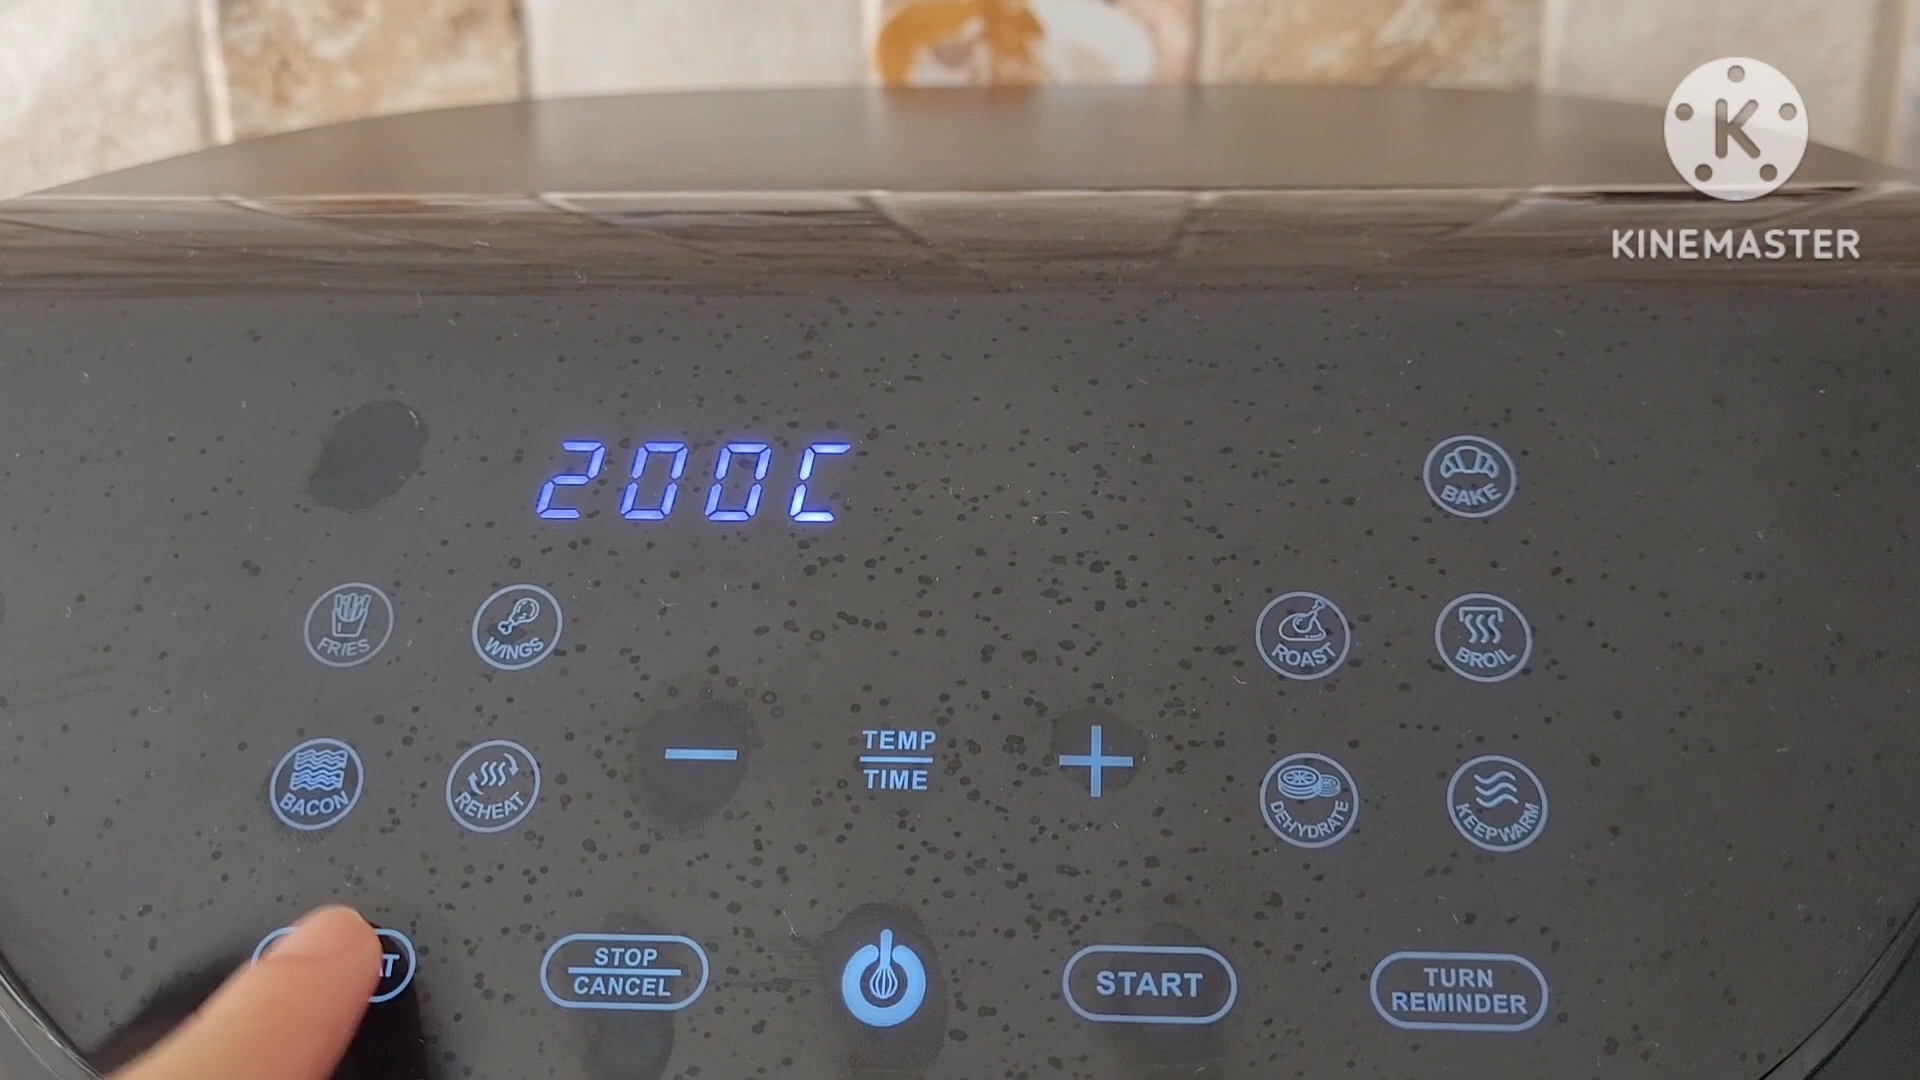 K
KINEMASTER
200C
BAKE
FRIES
WINGS
ROAST
BROIL
BACON
REHEAT
TEMP
TIME
DEHYDRATE
KEEPWARM
STOP
CANCEL
START
TURN
REMINDER